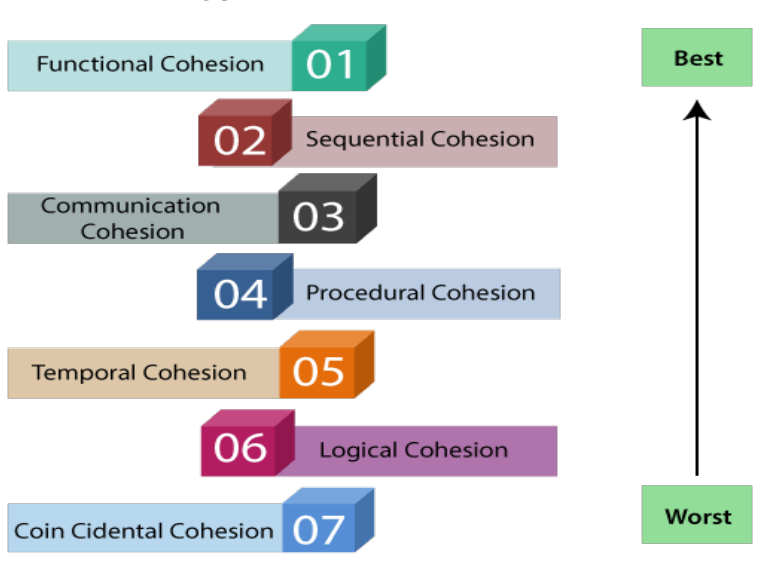 Functional Cohesion 01
Best
02 Sequential Cohesion
Communication
Cohesion
03
04 Procedural Cohesion
Temporal Cohesion 05
06 Logical Cohesion
Worst
Coin Cidental Cohesion 07